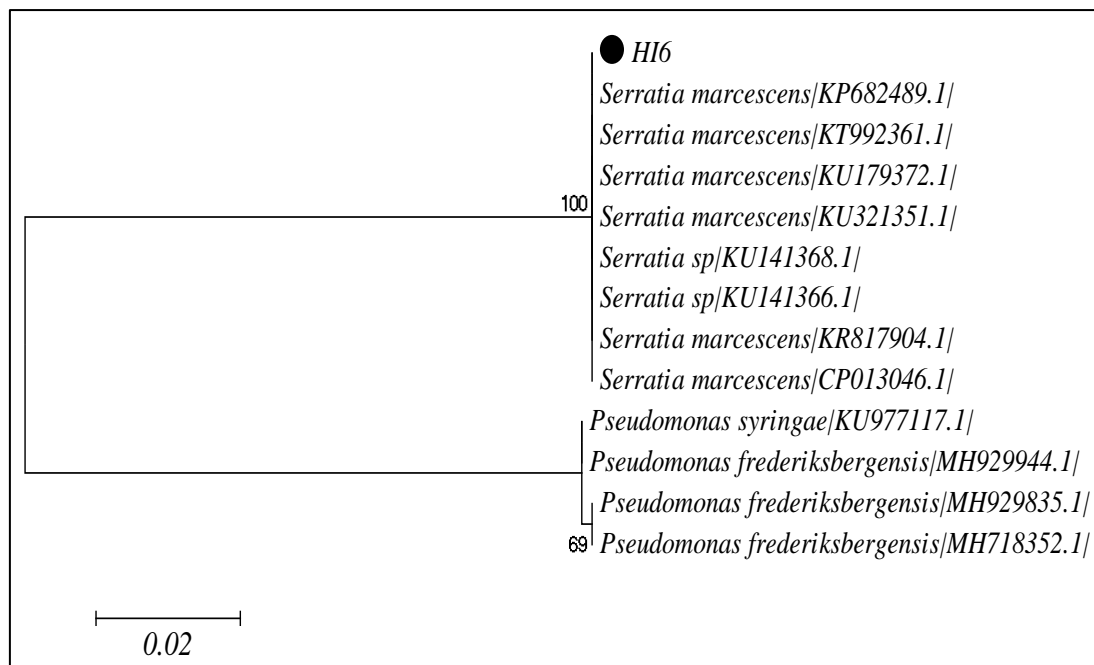 HI6
Serratia marcescens|KP682489.1|
Serratia marcescens|KT992361.1|
Serratia marcescens|KU179372.1|
100
Serratia marcescens|KU321351.1|
Serratia sp|KU141368.1|
Serratia sp|KU141366.1|
Serratia marcescens|KR817904.1|
Serratia marcescens|CP013046.1|
Pseudomonas syringae|KU977117.1|
Pseudomonas frederiksbergensis|MH929944.1|
Pseudomonas frederiksbergensis|MH929835.1|
69
Pseudomonas frederiksbergensis|MH718352.1|
0.02